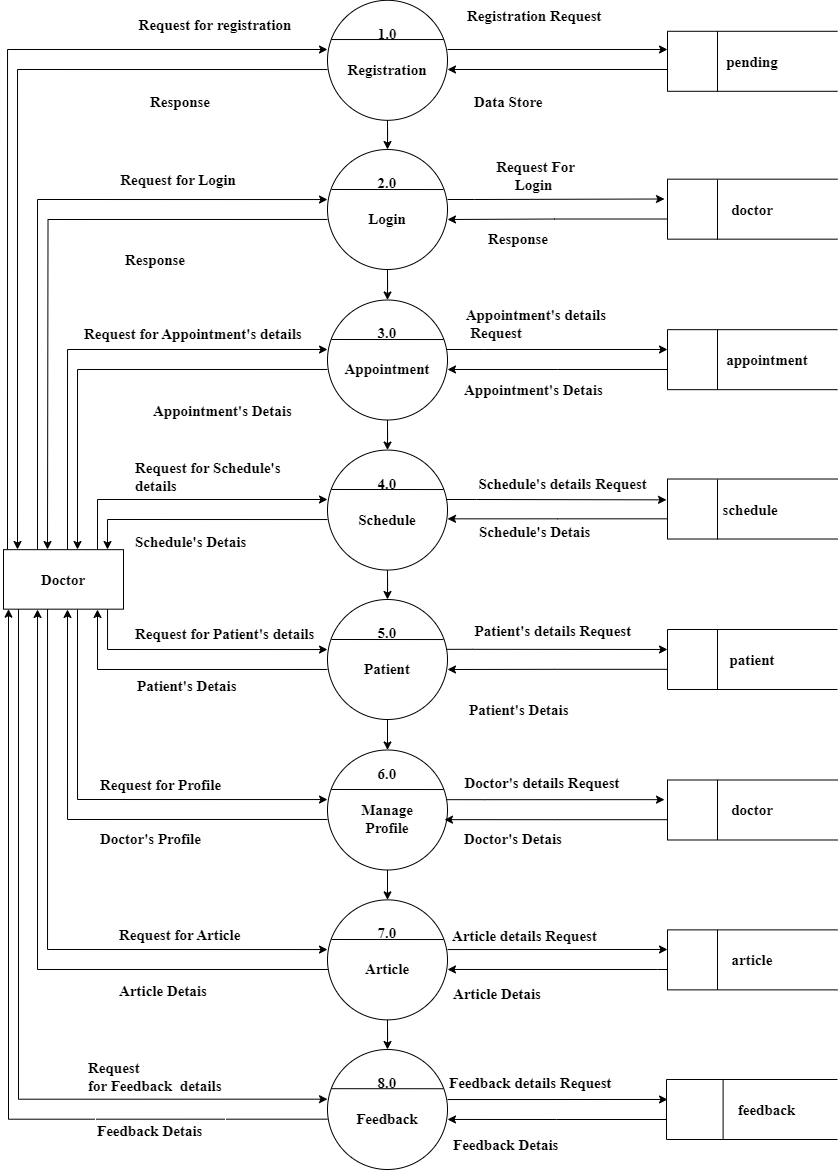 Request for registration
1.0
Registration Request
Registration
pending
Response
Data Store
Request for Login
2.0
Request For
Login
Login
doctor
Response
Response
Request for Appointment's details
3.0
Appointment's details
Request
Appointment
appointment
Appointment's Detais
Appointment's Detais
Request for Schedule's
details
4.0
Schedule's details Request
Schedule
schedule
Schedule's Detais
Schedule's Detais
Doctor
Request for Patient's details
5.0
Patient's details Request
Patient
patient
Patient's Detais
Patient's Detais
Request for Profile
6.0
Doctor's details Request
Manage
Profile
doctor
Doctor's Profile
Doctor's Detais
Request for Article
7.0
Article details Request
Article
article
Article Detais
Article Detais
Request
for Feedback  details
8.0
Feedback details Request
Feedback
feedback
Feedback Detais
Feedback Detais